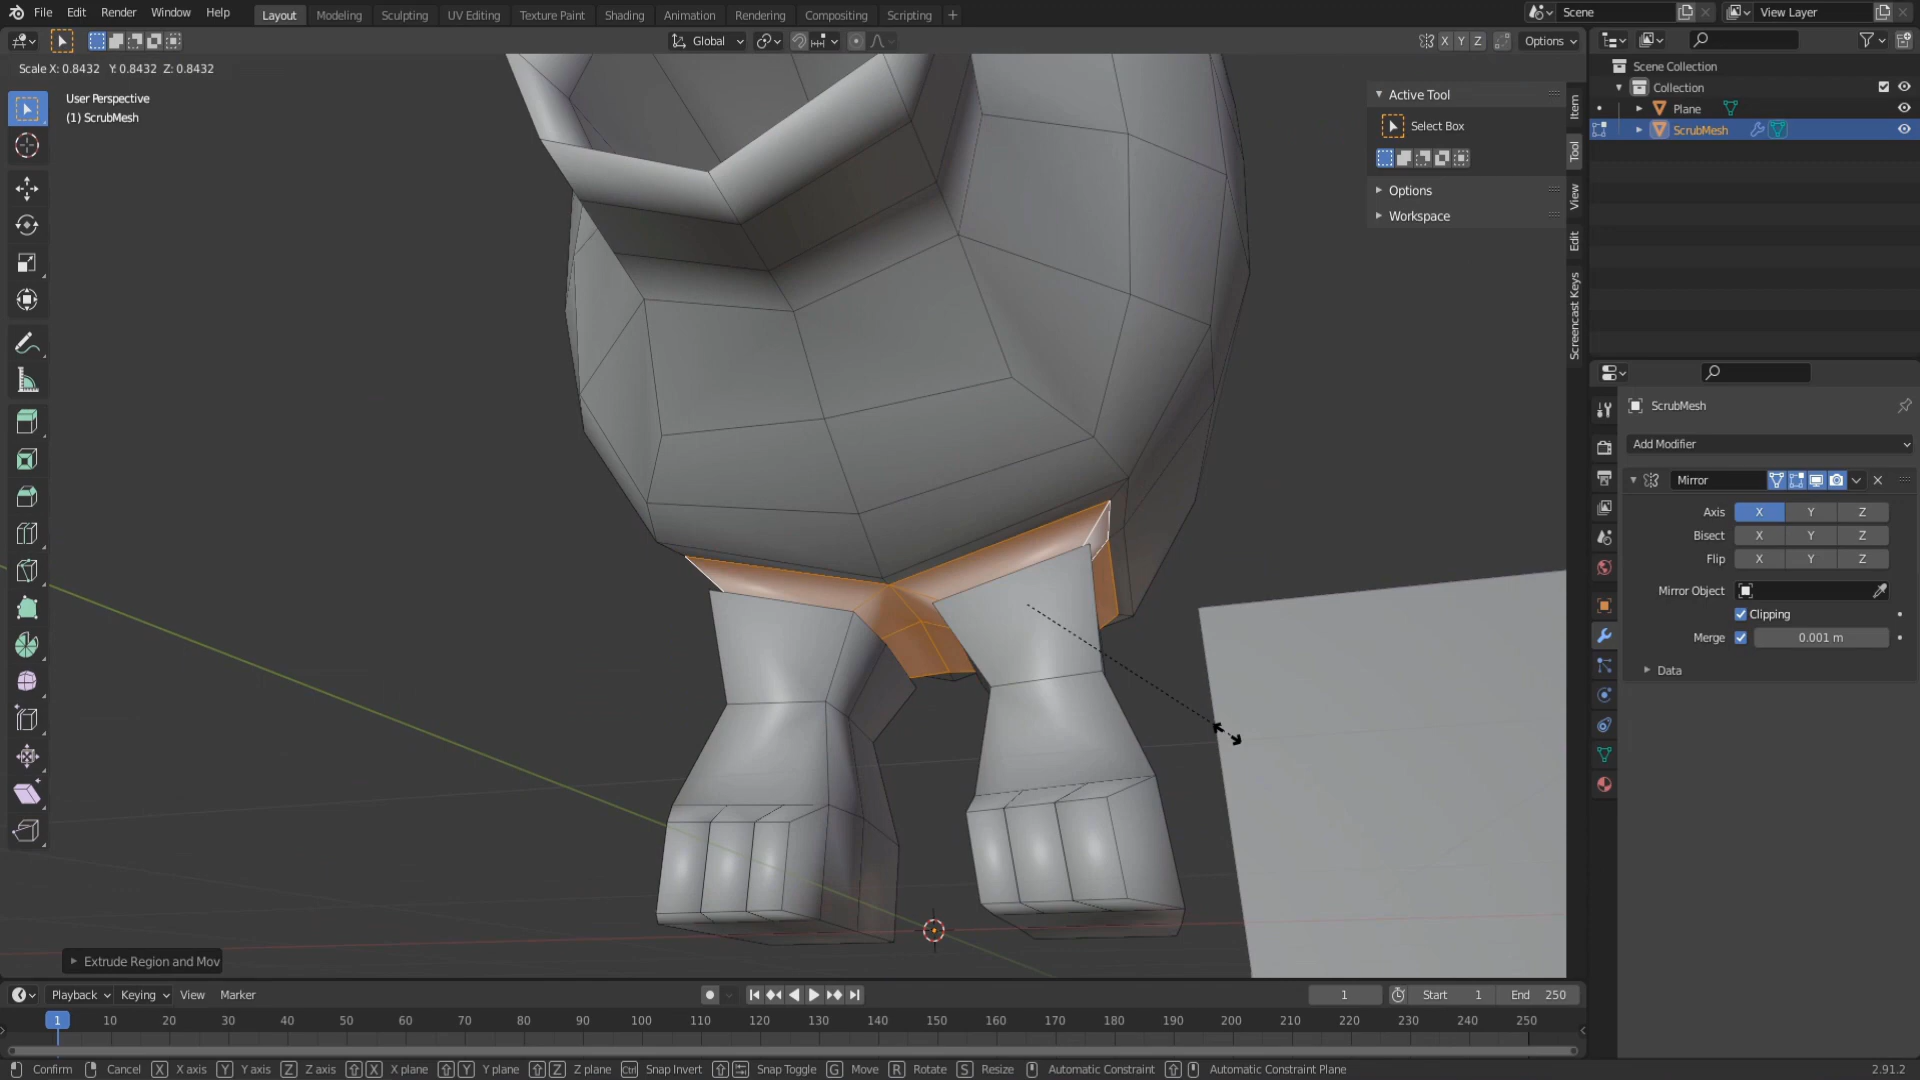 File Edit Render Window Help
Layout Modeling Sculpting UV Editing Texture Paint Shading Animation Rendering Compositing Scripting +
Scene
View Layer
Global
X Y Z
Options
Scale X: 0.8432 Y: 0.8432 Z: 0.8432
User Perspective
(1) ScrubMesh
Active Tool
Select Box
Options
Workspace
Item
Tool
View
Edit
Screencast Keys
Scene Collection
Collection
Plane
ScrubMesh
ScrubMesh
Add Modifier
Mirror
Axis X Y Z
Bisect X Y Z
Flip X Y Z
Mirror Object
Clipping
Merge 0.001 m
Data
Extrude Region and Mov
Playback Keying View Marker
1 Start 1 End 250
1 10 20 30 40 50 60 70 80 90 100 110 120 130 140 150 160 170 180 190 200 210 220 230 240 250
Confirm Cancel X X axis Y Y axis Z Z axis X X plane Y Y plane Z Z plane Ctrl Snap Invert Snap Toggle G Move R Rotate S Resize Automatic Constraint Automatic Constraint Plane
2.91.2